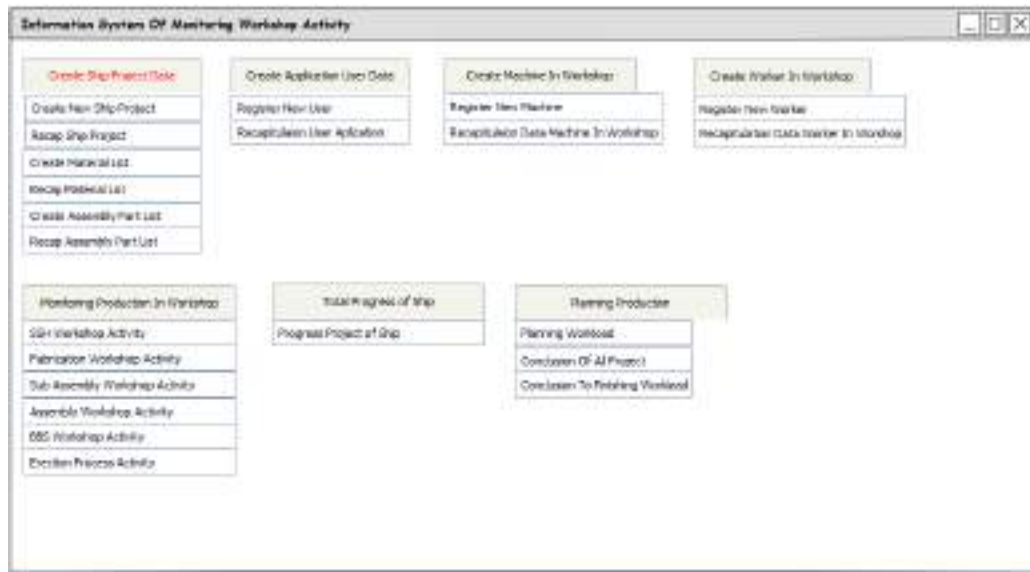 Information System Of Monitoring Workshop Activity
Create Ship Project Data
Create New Ship Project
Recap Ship Project
Create Material List
Recap Material List
Create Assembly Part List
Recap Assembly Part List
Create Application User Data
Register New User
Recapitulasion User Aplication
Create Machine In Workshop
Register New Machine
Recapitulasion Data Machine In Workshop
Create Worker In Workshop
Register New Worker
Recapitulation Data Worker In Workshop
Monitoring Production In Workshop
SSH Workshop Activity
Fabrication Workshop Activity
Sub Assembly Workshop Activity
Assembly Workshop Activity
BBS Workshop Activity
Erection Process Activity
Total Progress of Ship
Progress Project of Ship
Planning Production
Planning Workload
Conclusion Of All Project
Conclusion To Finishing Workload